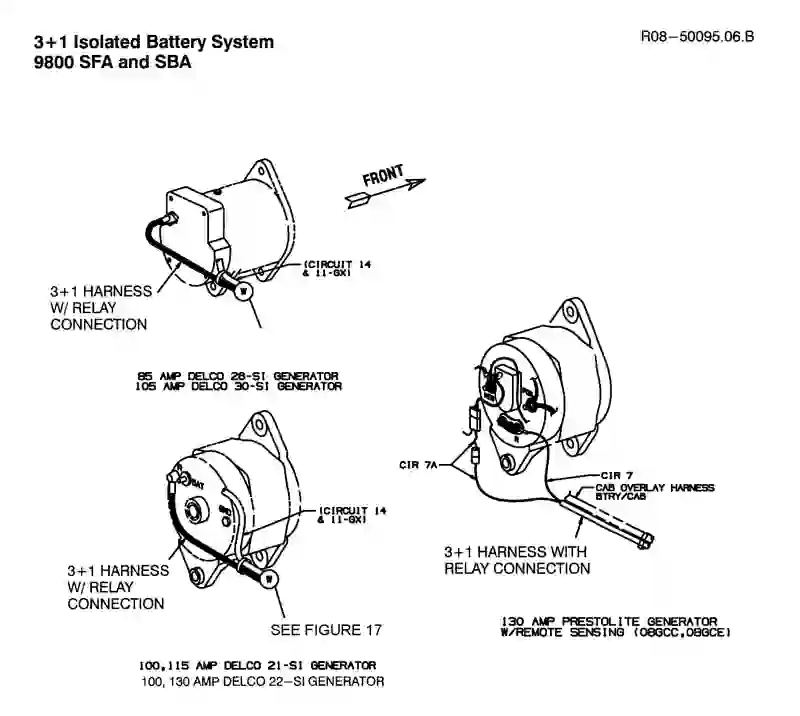 3+1 Isolated Battery System
9800 SFA and SBA
R08-50095.06.B
FRONT
(CIRCUIT 14
& 11-GX)
W
3+1 HARNESS
W/ RELAY
CONNECTION
85 AMP DELCO 28-SI GENERATOR
105 AMP DELCO 30-SI GENERATOR
R
BAT
GND
(CIRCUIT 14
& 11-GX)
W
3+1 HARNESS
W/ RELAY
CONNECTION
SEE FIGURE 17
100,115 AMP DELCO 21-SI GENERATOR
100, 130 AMP DELCO 22-SI GENERATOR
CIR 7A
CIR 7
CAB OVERLAY HARNESS
BTRY/CAB
3+1 HARNESS WITH
RELAY CONNECTION
130 AMP PRESTOLITE GENERATOR
W/REMOTE SENSING (08GCC,08GCE)